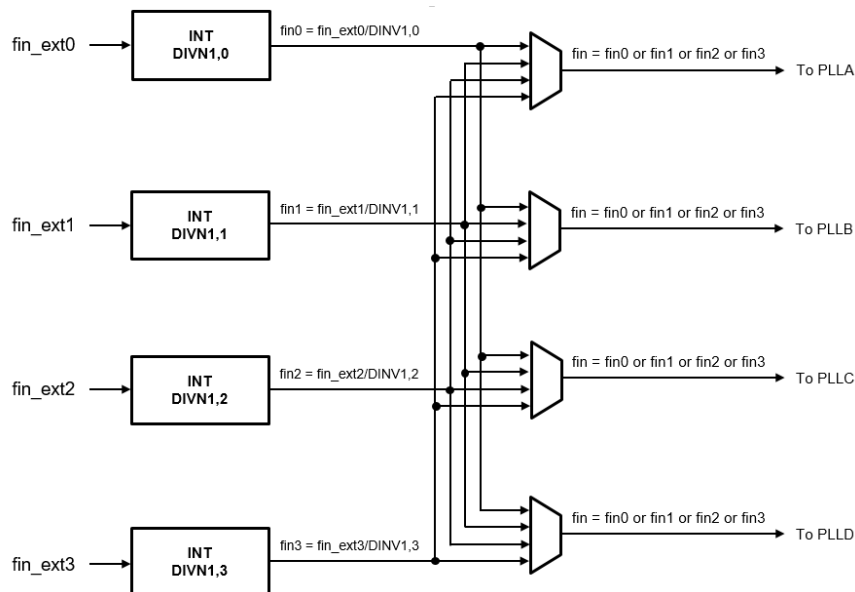 fin_ext0
INT
DIVN1,0
fin0 = fin_ext0/DINV1,0
fin = fin0 or fin1 or fin2 or fin3
To PLLA
fin_ext1
INT
DIVN1,1
fin1 = fin_ext1/DINV1,1
fin = fin0 or fin1 or fin2 or fin3
To PLLB
fin_ext2
INT
DIVN1,2
fin2 = fin_ext2/DINV1,2
fin = fin0 or fin1 or fin2 or fin3
To PLLC
fin_ext3
INT
DIVN1,3
fin3 = fin_ext3/DINV1,3
fin = fin0 or fin1 or fin2 or fin3
To PLLD